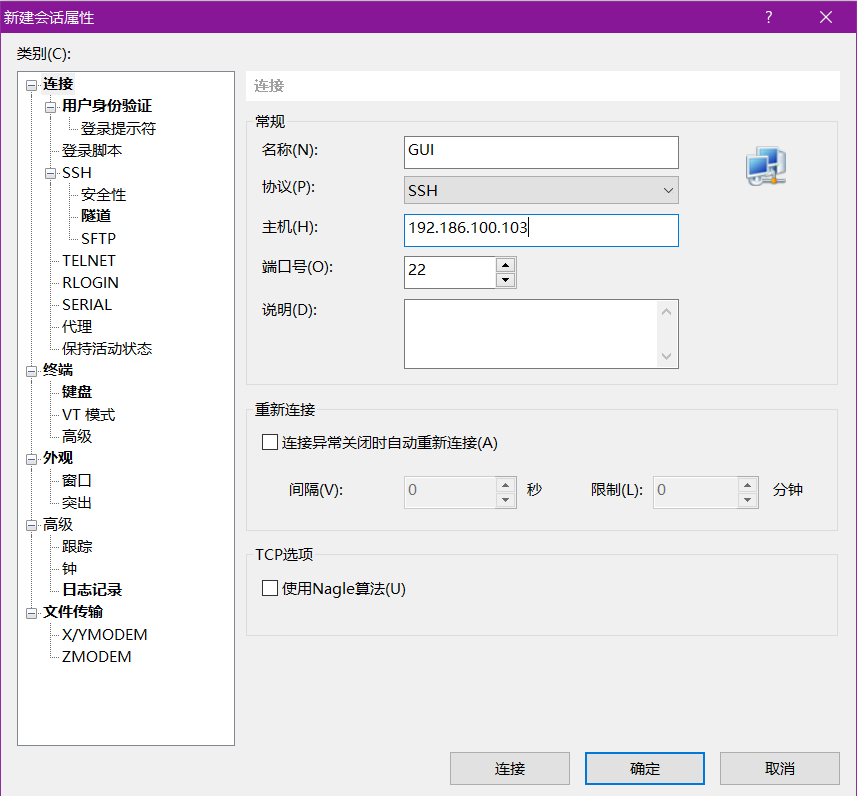 新建会话属性
?
类别(C):
连接
用户身份验证
登录提示符
登录脚本
SSH
安全性
隧道
SFTP
TELNET
RLOGIN
SERIAL
代理
保持活动状态
终端
键盘
VT 模式
高级
外观
窗口
突出
高级
跟踪
钟
日志记录
文件传输
X/YMODEM
ZMODEM
连接
常规
名称(N):
GUI
协议(P):
SSH
主机(H):
192.186.100.103
端口号(O):
22
说明(D):
重新连接
连接异常关闭时自动重新连接(A)
间隔(V):
0
秒
限制(L):
0
分钟
TCP选项
使用Nagle算法(U)
连接
确定
取消